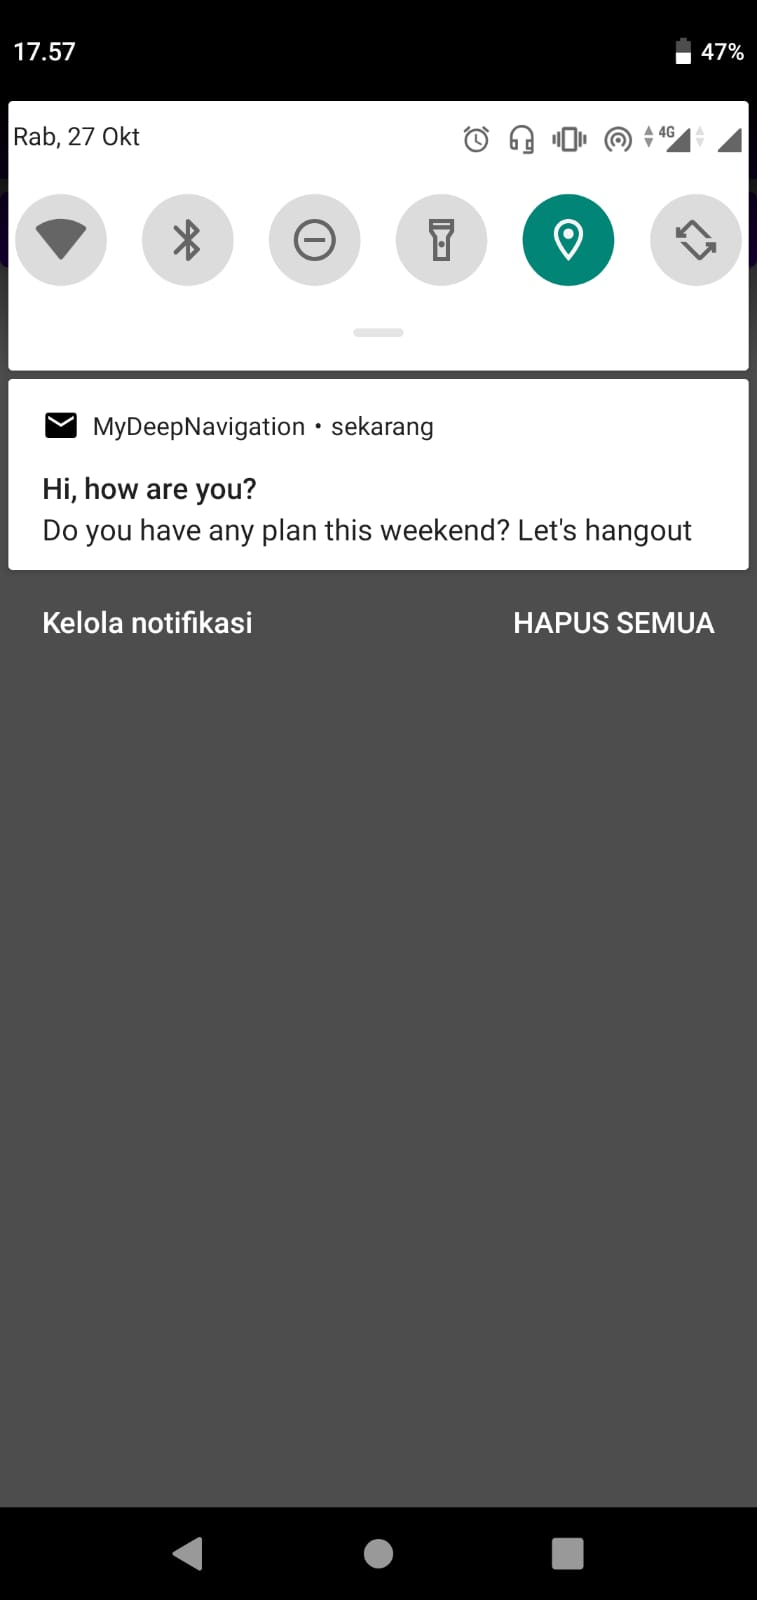 17.57
47%
Rab, 27 Okt
4G
MyDeepNavigation • sekarang
Hi, how are you?
Do you have any plan this weekend? Let's hangout
Kelola notifikasi
HAPUS SEMUA